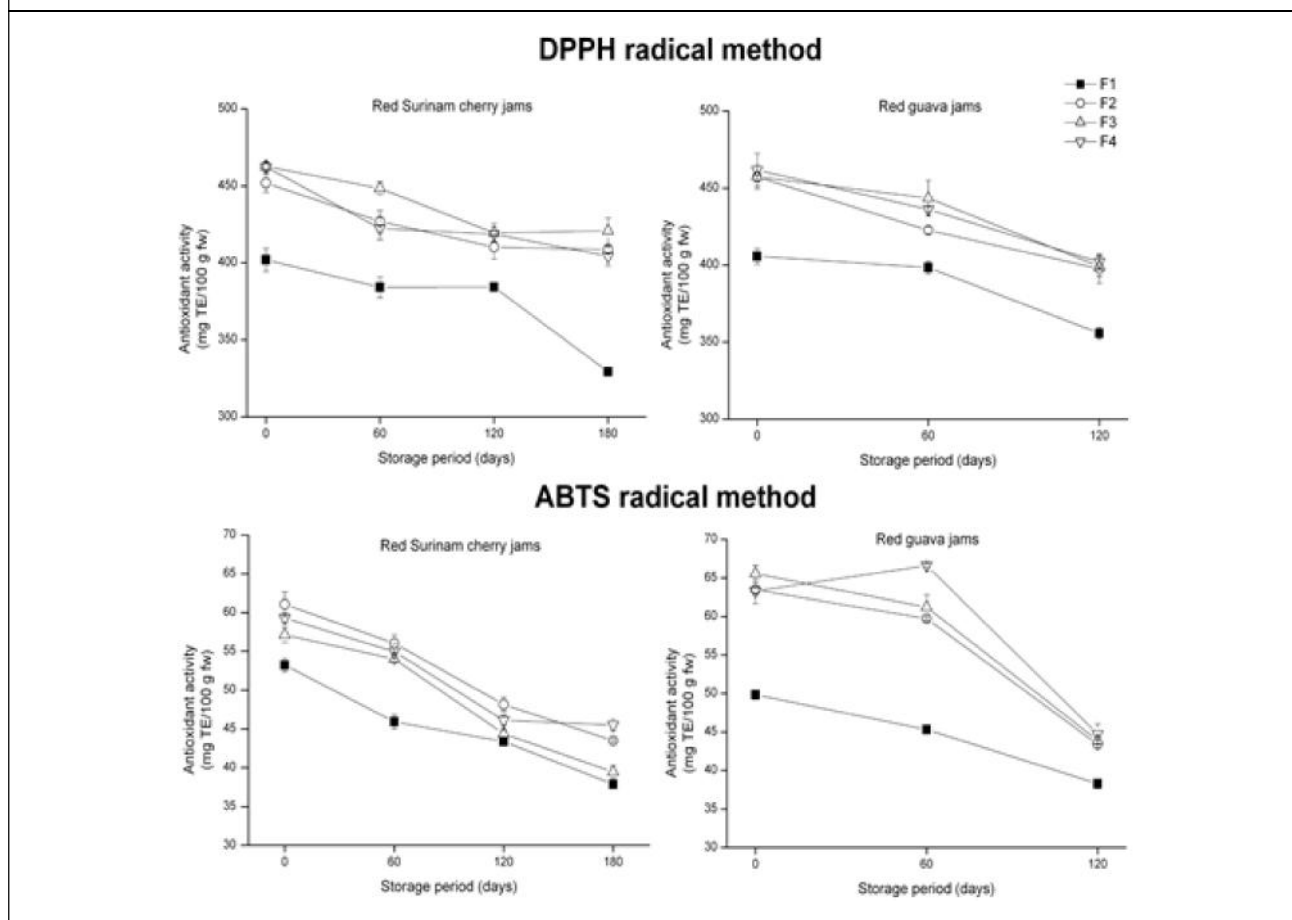 DPPH radical method
Red Surinam cherry jams
500
450
400
350
300
Antioxidant activity
(mg TE/100 g fw)
0 60 120 180
Storage period (days)
Red guava jams
500
450
400
350
300
Antioxidant activity
(mg TE/100 g fw)
0 60 120
Storage period (days)
F1
F2
F3
F4
ABTS radical method
Red Surinam cherry jams
70
65
60
55
50
45
40
35
30
Antioxidant activity
(mg TE/100 g fw)
0 60 120 180
Storage period (days)
Red guava jams
70
65
60
55
50
45
40
35
30
Antioxidant activity
(mg TE/100 g fw)
0 60 120
Storage period (days)